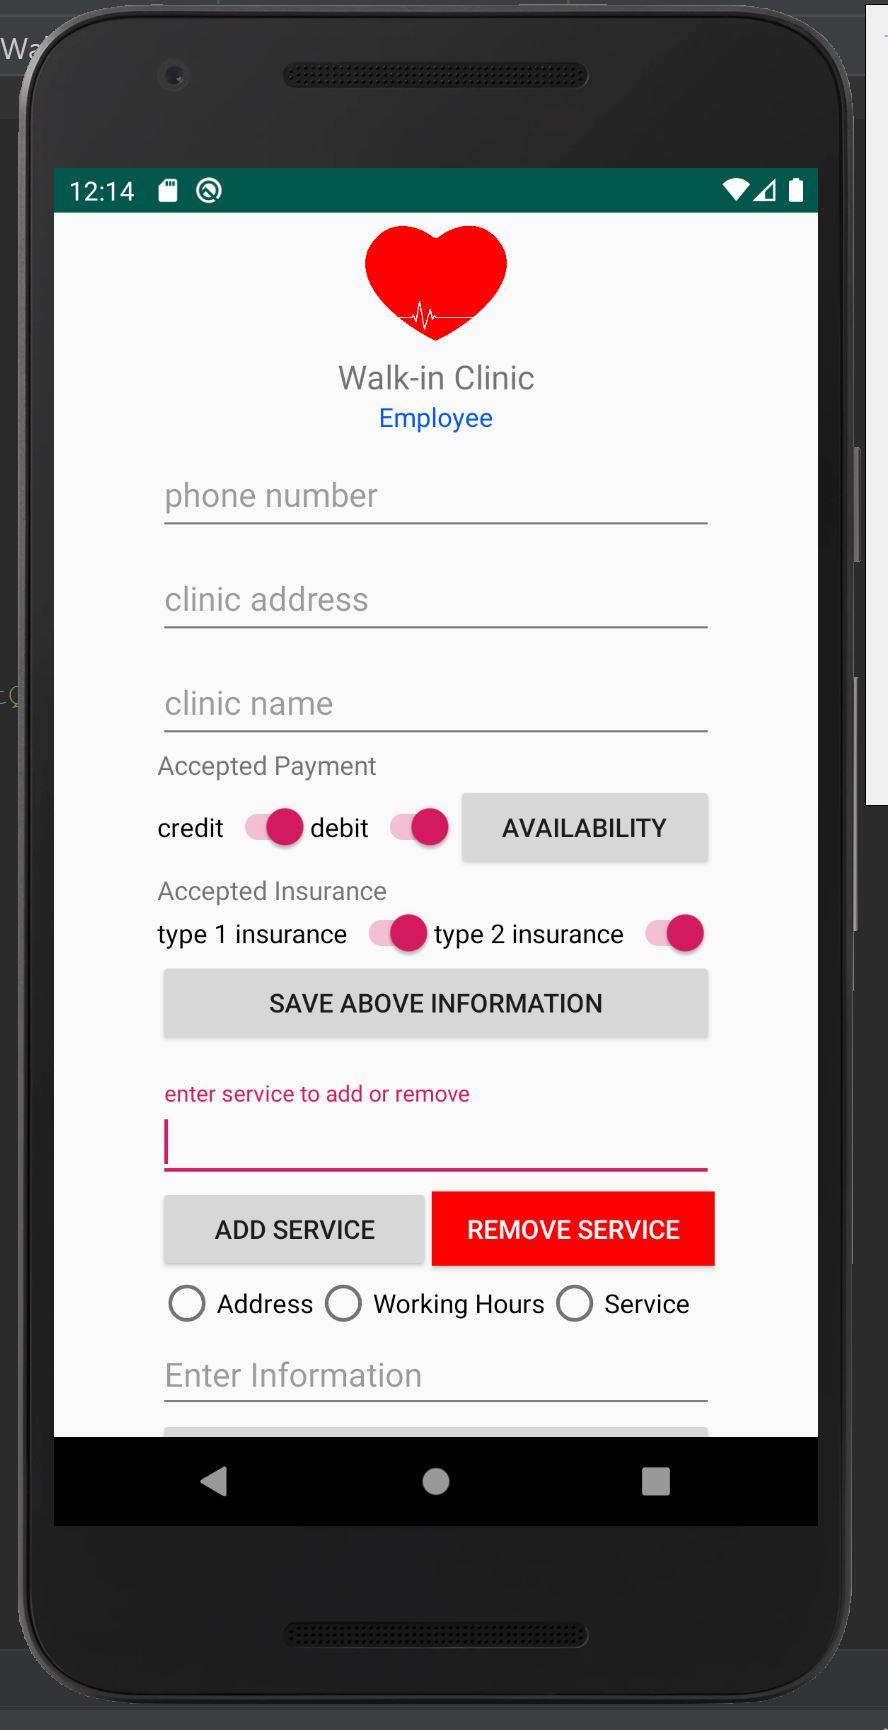 Wa
12:14
Walk-in Clinic
Employee
phone number
clinic address
clinic name
Accepted Payment
credit debit AVAILABILITY
Accepted Insurance
type 1 insurance type 2 insurance
SAVE ABOVE INFORMATION
enter service to add or remove
ADD SERVICE REMOVE SERVICE
Address Working Hours Service
Enter Information